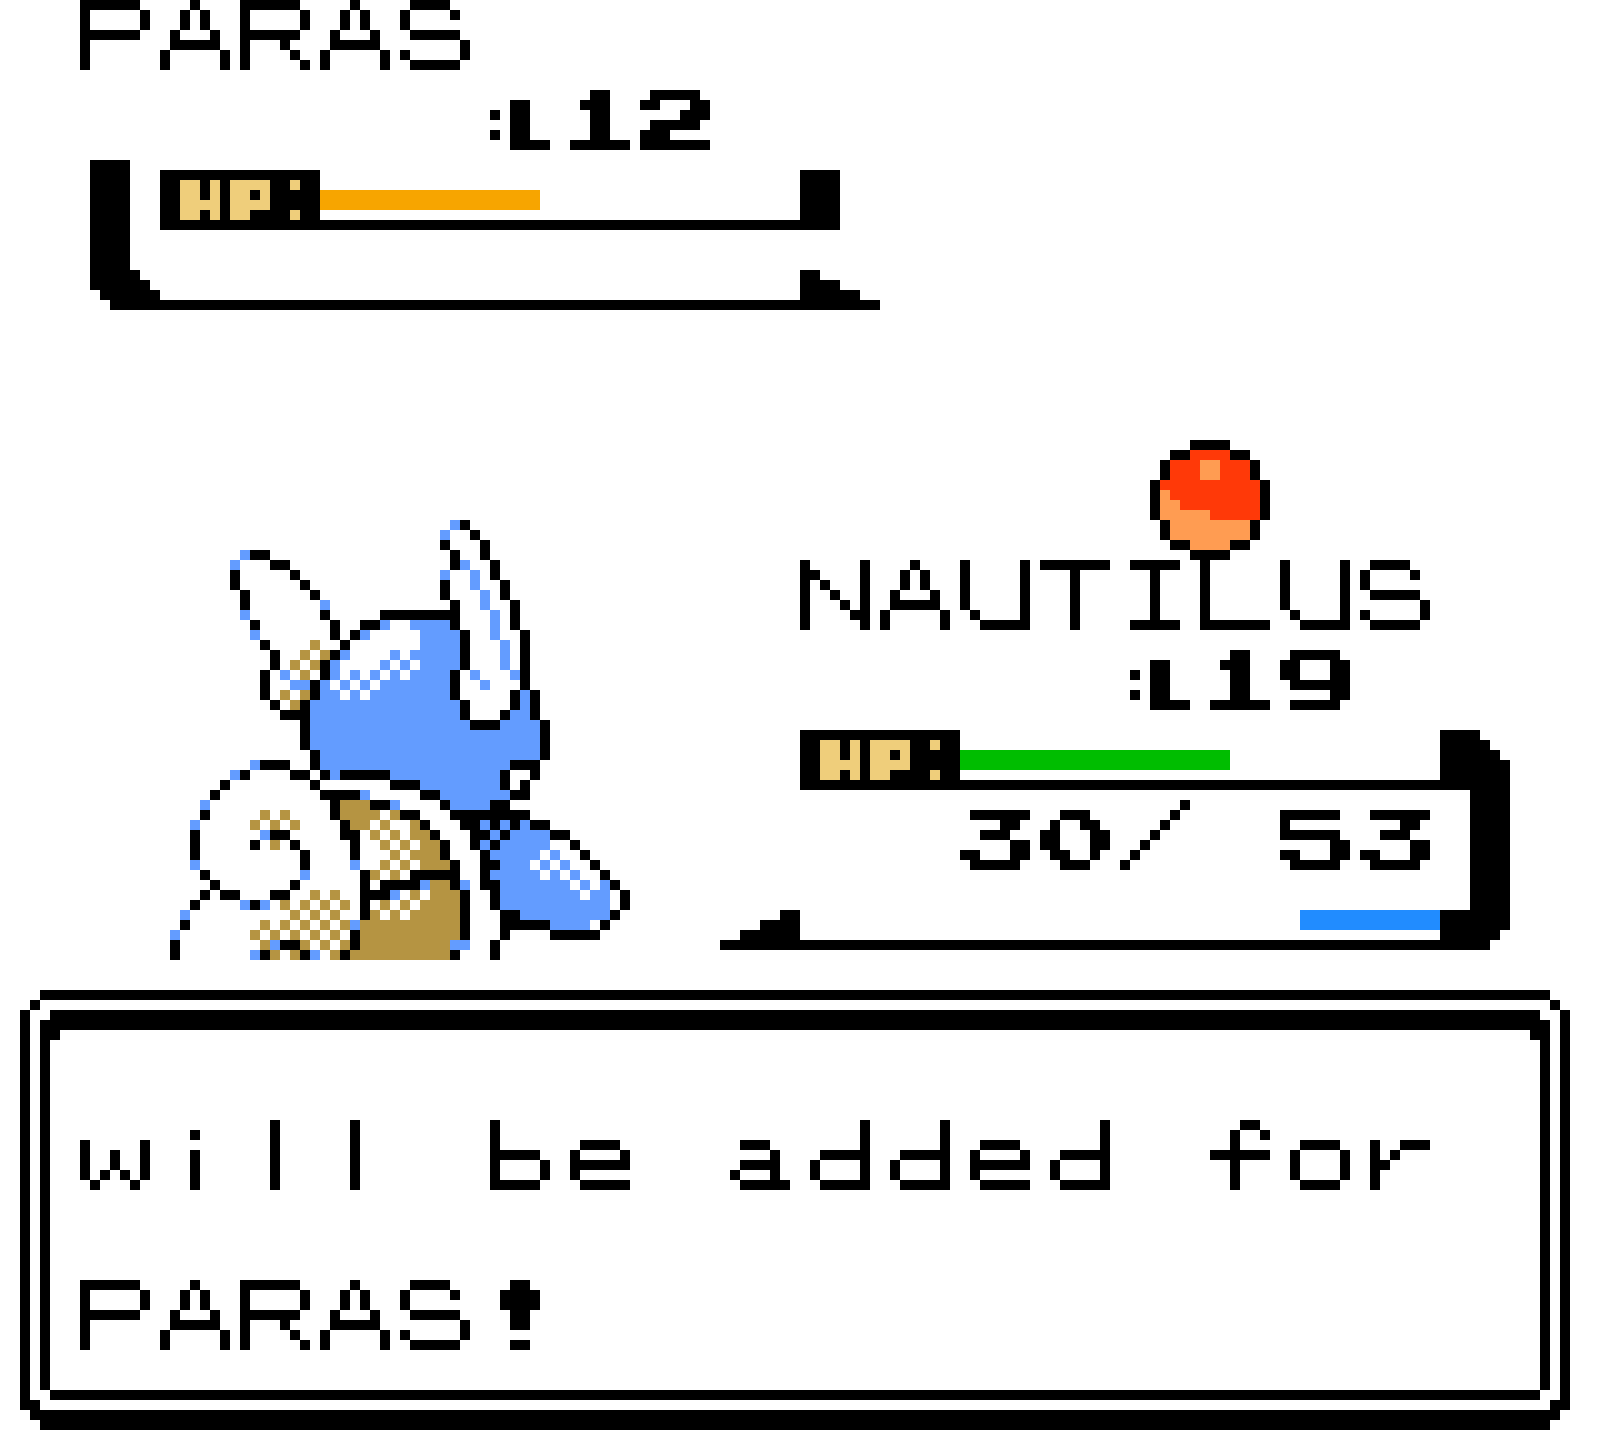 PARAS
:L12
HP:
NAUTILUS
:L19
HP:
30/ 53
will be added for
PARAS!